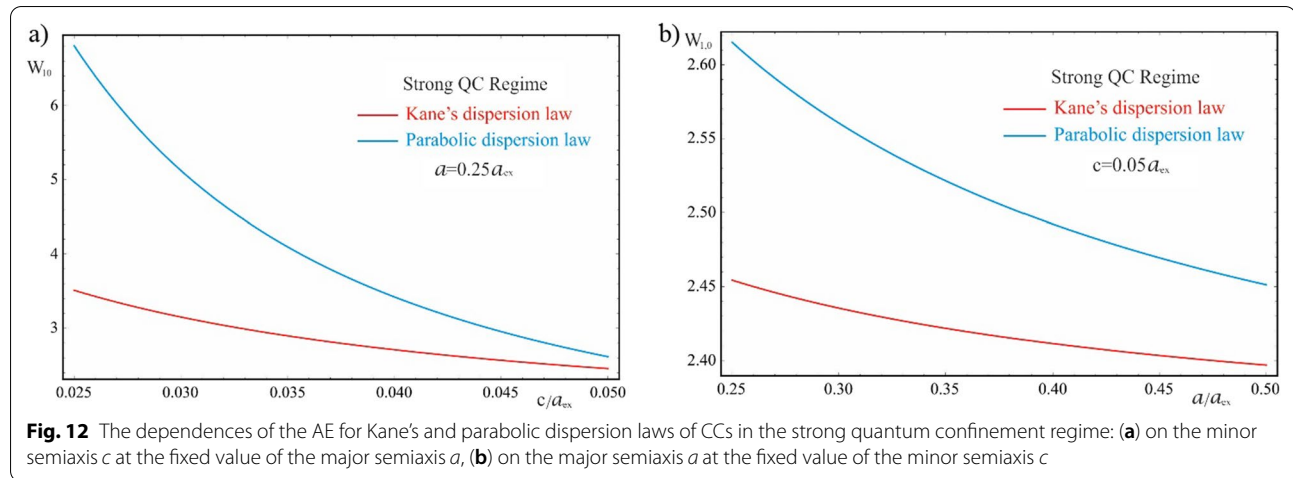 a)
W10
6
5
4
3
Strong QC Regime
Kane's dispersion law
Parabolic dispersion law
a=0.25aex
0.025 0.030 0.035 0.040 0.045 0.050
c/aex
b)
W1,0
2.60
2.55
2.50
2.45
2.40
Strong QC Regime
Kane's dispersion law
Parabolic dispersion law
c=0.05aex
0.25 0.30 0.35 0.40 0.45 0.50
a/aex
Fig. 12 The dependences of the AE for Kane's and parabolic dispersion laws of CCs in the strong quantum confinement regime: (a) on the minor
semiaxis c at the fixed value of the major semiaxis a, (b) on the major semiaxis a at the fixed value of the minor semiaxis c